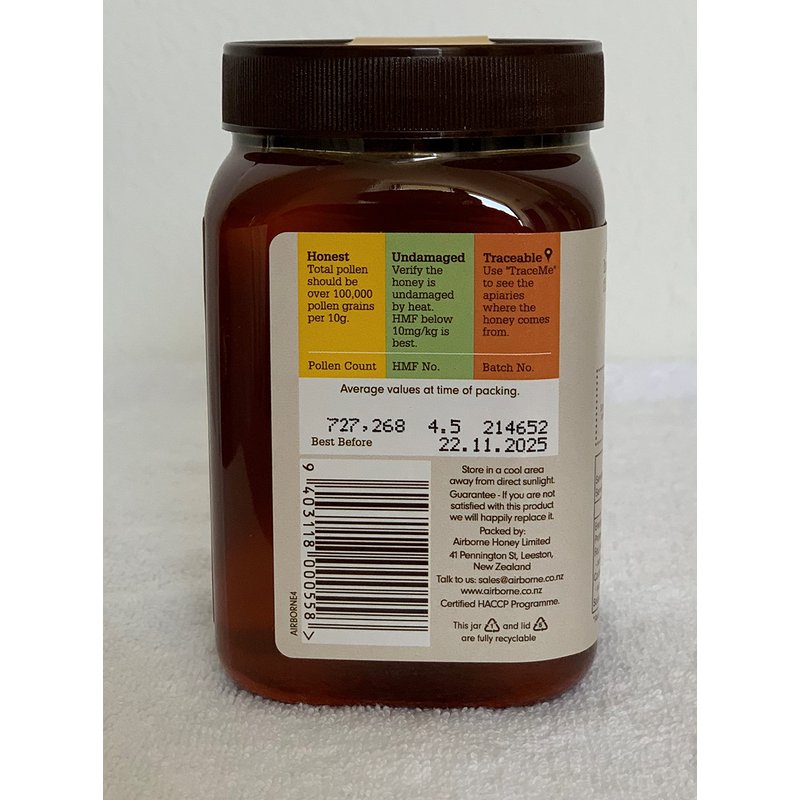 Honest
Total pollen
should be
over 100,000
pollen grains
per 10g.
Pollen Count
Undamaged
Verify the
honey is
undamaged
by heat.
HMF below
10mg/kg is
best.
HMF No.
Traceable
Use "TraceMe"
to see the
apiaries
where the
honey comes
from.
Batch No.
Average values at time of packing.
727,268 4.5 214652
Best Before 22.11.2025
9 403118 000558 >
AIRBORNE4
Store in a cool area
away from direct sunlight.
Guarantee - If you are not
satisfied with this product
we will happily replace it.
Packed by:
Airborne Honey Limited
41 Pennington St, Leeston,
New Zealand
Talk to us: sales@airborne.co.nz
www.airborne.co.nz
Certified HACCP Programme.
This jar 1 and lid 5
are fully recyclable